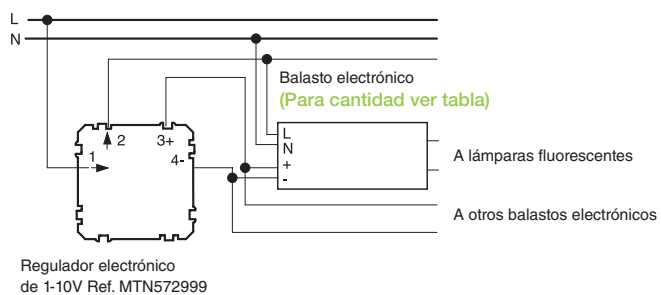 L
N
Balasto electrónico
(Para cantidad ver tabla)
2
3+
1
4-
L
N
+
-
A lámparas fluorescentes
A otros balastos electrónicos
Regulador electrónico
de 1-10V Ref. MTN572999